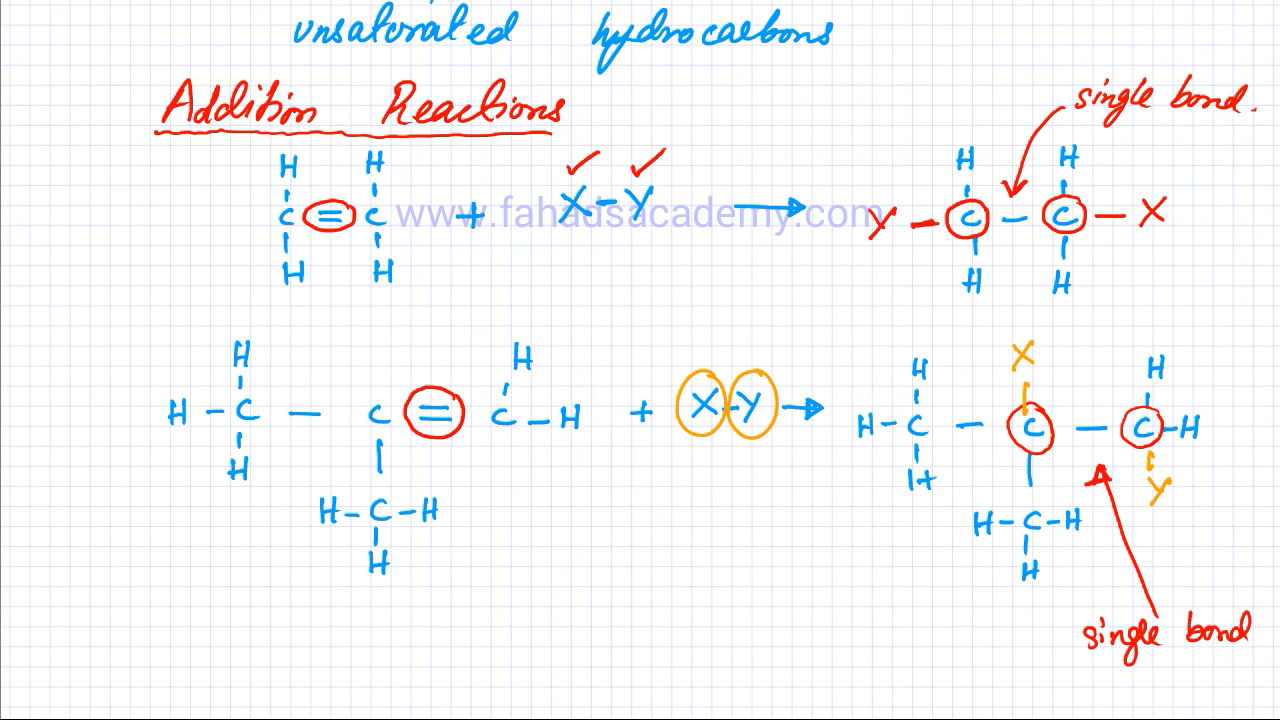 unsaturated hydrocarbons
Addition Reactions
single bond.
H H H H
C = C + X - Y → Y - C - C - X
www.fahadsacademy.com
H H H H
H H X H H
H - C - C = C - H + X - Y → H - C - C - C - H
H H Y
H - C - H H - C - H
H H
single bond